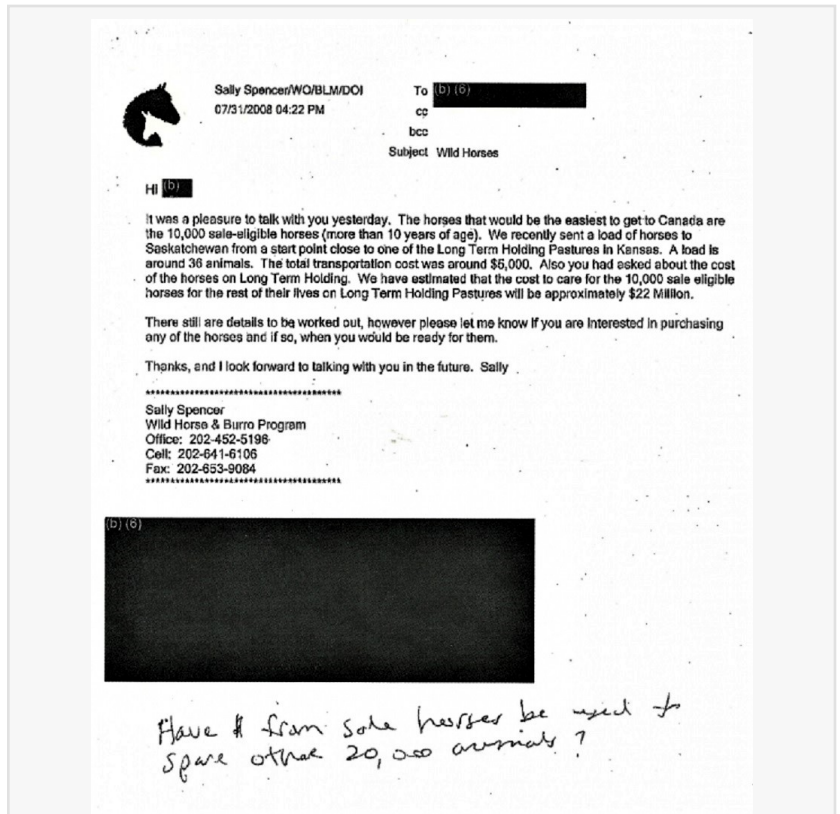 Sally Spencer/WO/BLM/DOI
07/31/2008 04:22 PM
To (b) (6)
cc
bcc
Subject Wild Horses
Hi (b)
It was a pleasure to talk with you yesterday. The horses that would be the easiest to get to Canada are
the 10,000 sale-eligible horses (more than 10 years of age). We recently sent a load of horses to
Saskatchewan from a start point close to one of the Long Term Holding Pastures in Kansas. A load is
around 36 animals. The total transportation cost was around $6,000. Also you had asked about the cost
of the horses on Long Term Holding. We have estimated that the cost to care for the 10,000 sale eligible
horses for the rest of their lives on Long Term Holding Pastures will be approximately $22 Million.
There still are details to be worked out, however please let me know if you are interested in purchasing
any of the horses and if so, when you would be ready for them.
Thanks, and I look forward to talking with you in the future. Sally
****************************************
Sally Spencer
Wild Horse & Burro Program
Office: 202-452-5196
Cell: 202-641-6106
Fax: 202-653-9084
****************************************
(b) (6)
Have $ from sale horses be used to
spare other 20,000 animals?